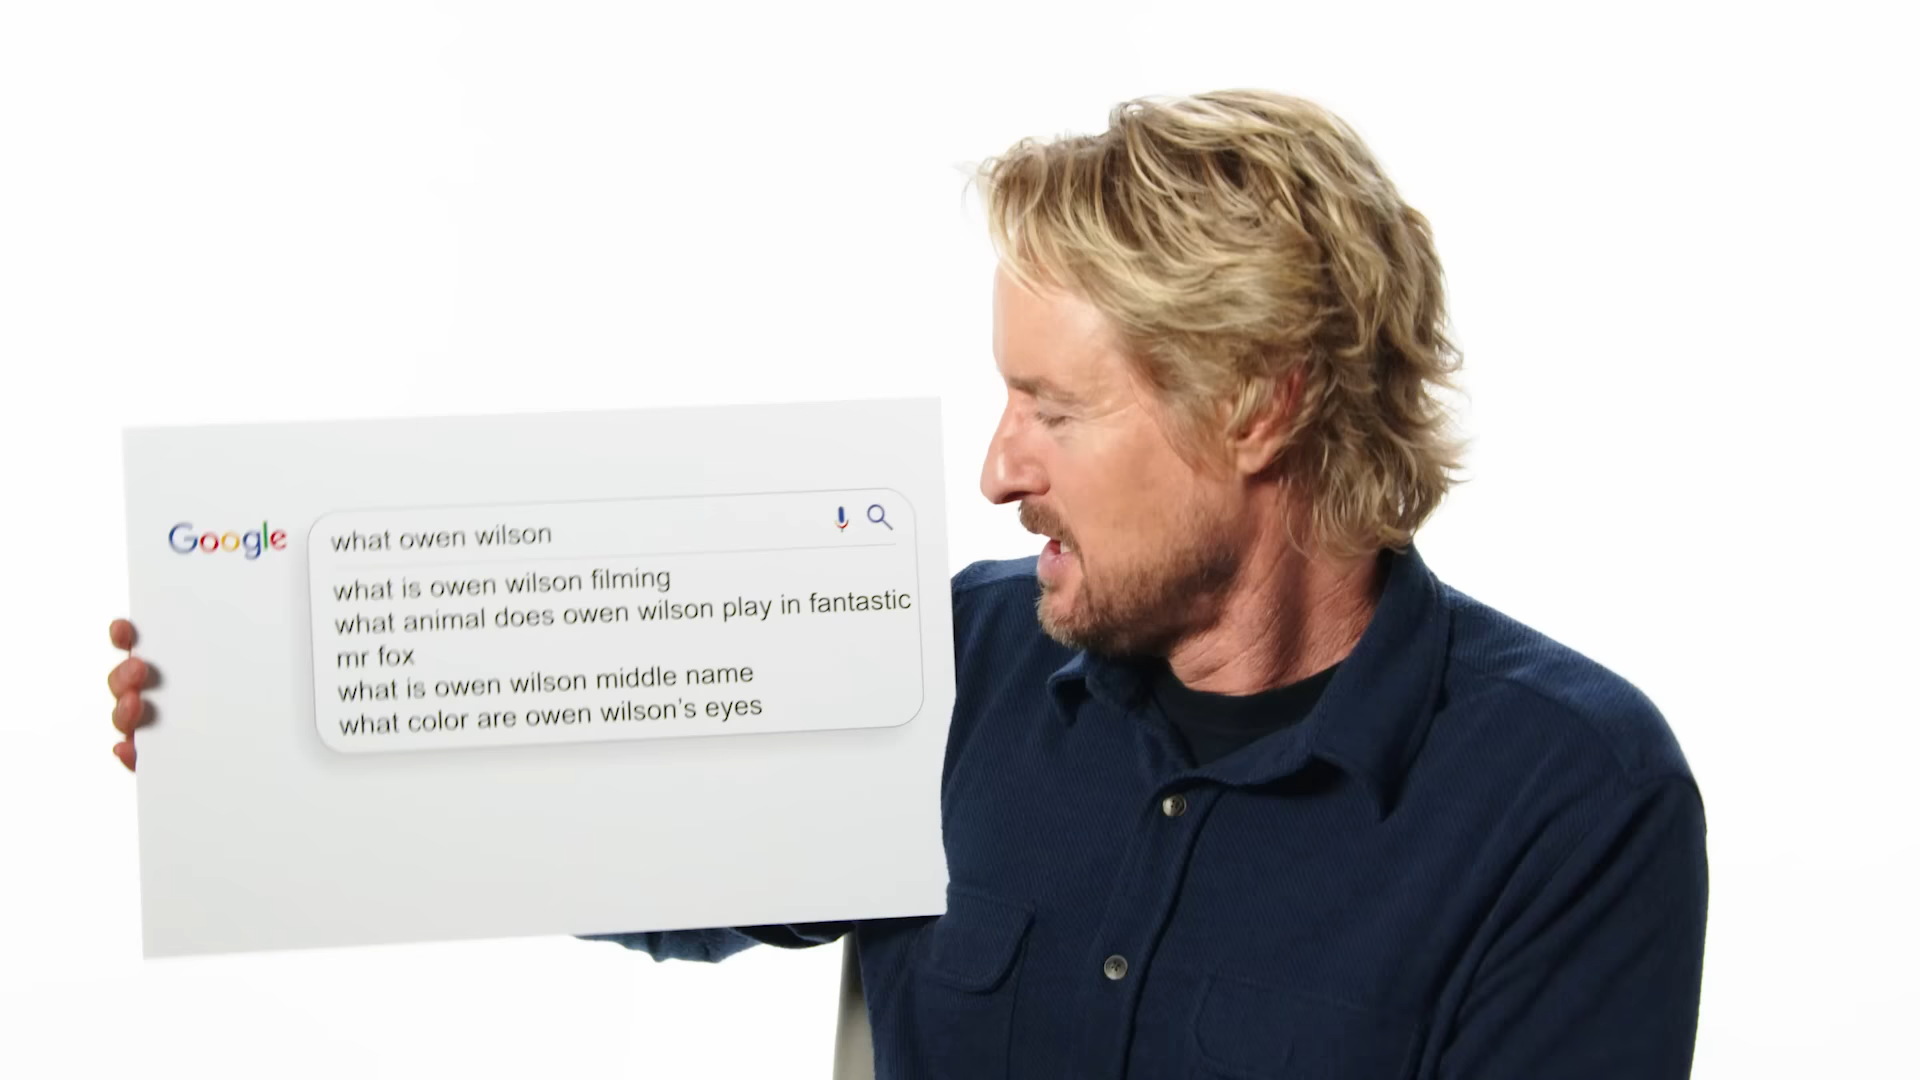 Google
what owen wilson
what is owen wilson filming
what animal does owen wilson play in fantastic
mr fox
what is owen wilson middle name
what color are owen wilson's eyes